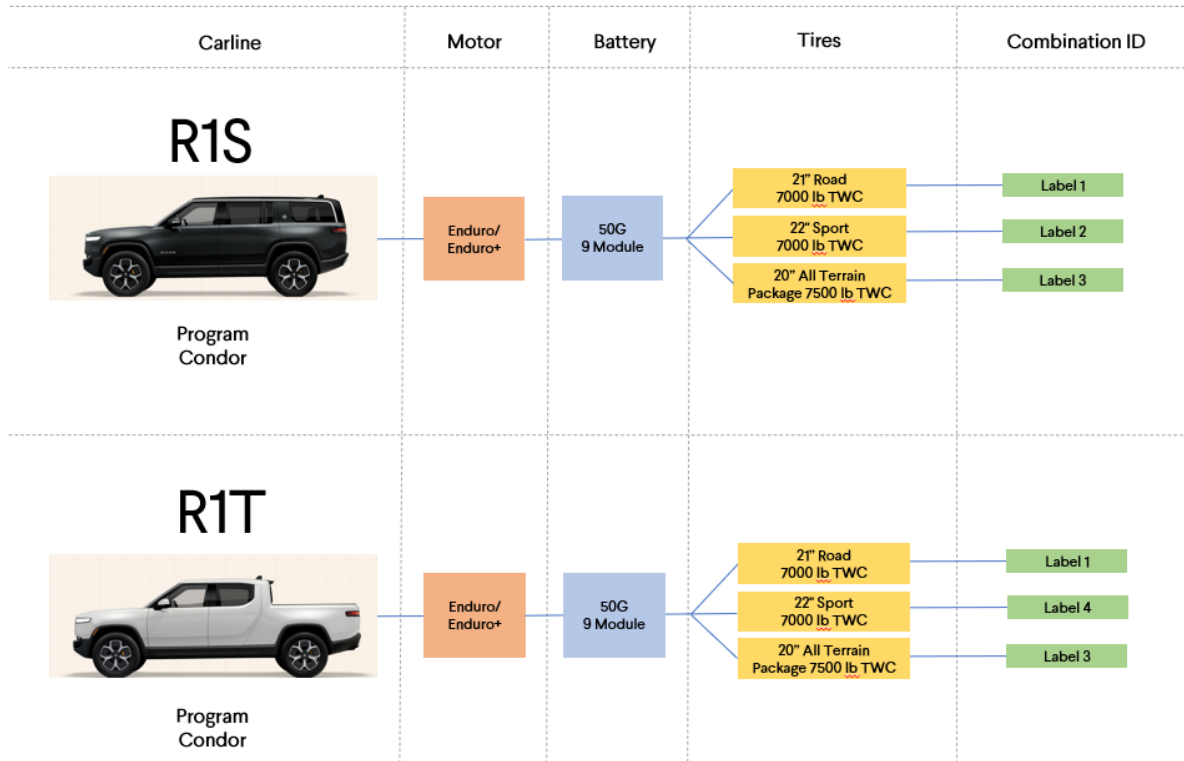 Carline
Motor
Battery
Tires
Combination ID
R1S
Program
Condor
Enduro/
Enduro+
50G
9 Module
21" Road
7000 lb TWC
22" Sport
7000 lb TWC
20" All Terrain
Package 7500 lb TWC
Label 1
Label 2
Label 3
R1T
Program
Condor
Enduro/
Enduro+
50G
9 Module
21" Road
7000 lb TWC
22" Sport
7000 lb TWC
20" All Terrain
Package 7500 lb TWC
Label 1
Label 4
Label 3